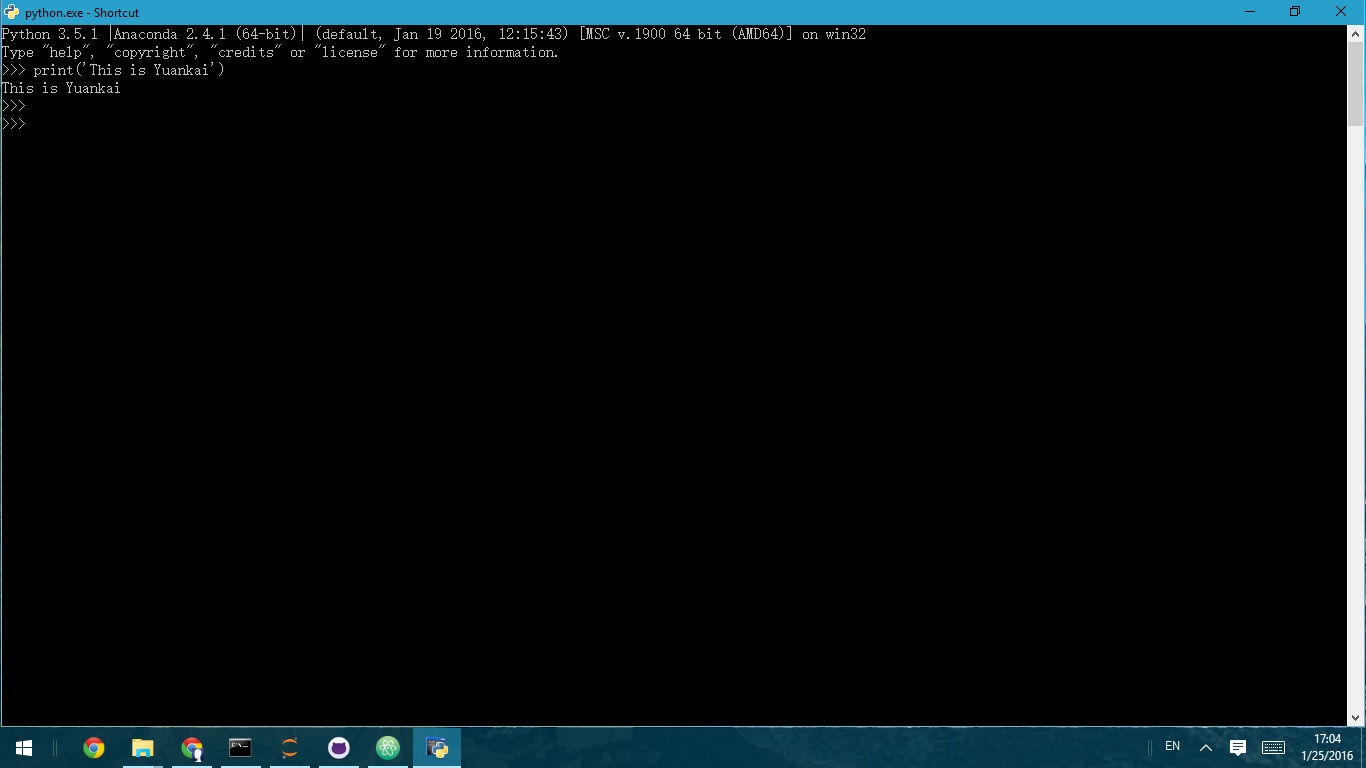 python.exe - Shortcut
Python 3.5.1 |Anaconda 2.4.1 (64-bit)| (default, Jan 19 2016, 12:15:43) [MSC v.1900 64 bit (AMD64)] on win32
Type "help", "copyright", "credits" or "license" for more information.
>>> print('This is Yuankai')
This is Yuankai
>>>
>>>
EN
17:04
1/25/2016